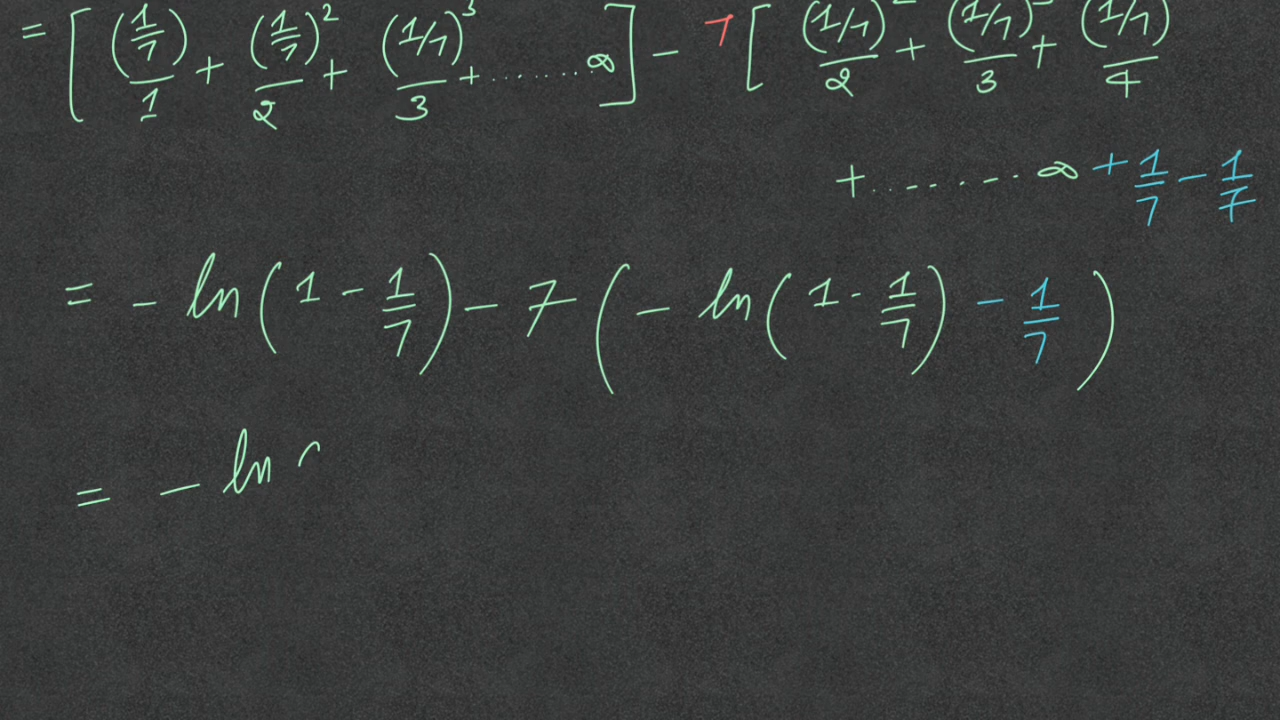 = [ (1/7)/1 + (1/7)^2/2 + (1/7)^3/3 + ........ ∞ ] - 7 [ (1/7)^2/2 + (1/7)^3/3 + (1/7)/4
+ ........ ∞ + 1/7 - 1/7
= - ln (1 - 1/7) - 7 ( - ln (1 - 1/7) - 1/7 )
= - ln